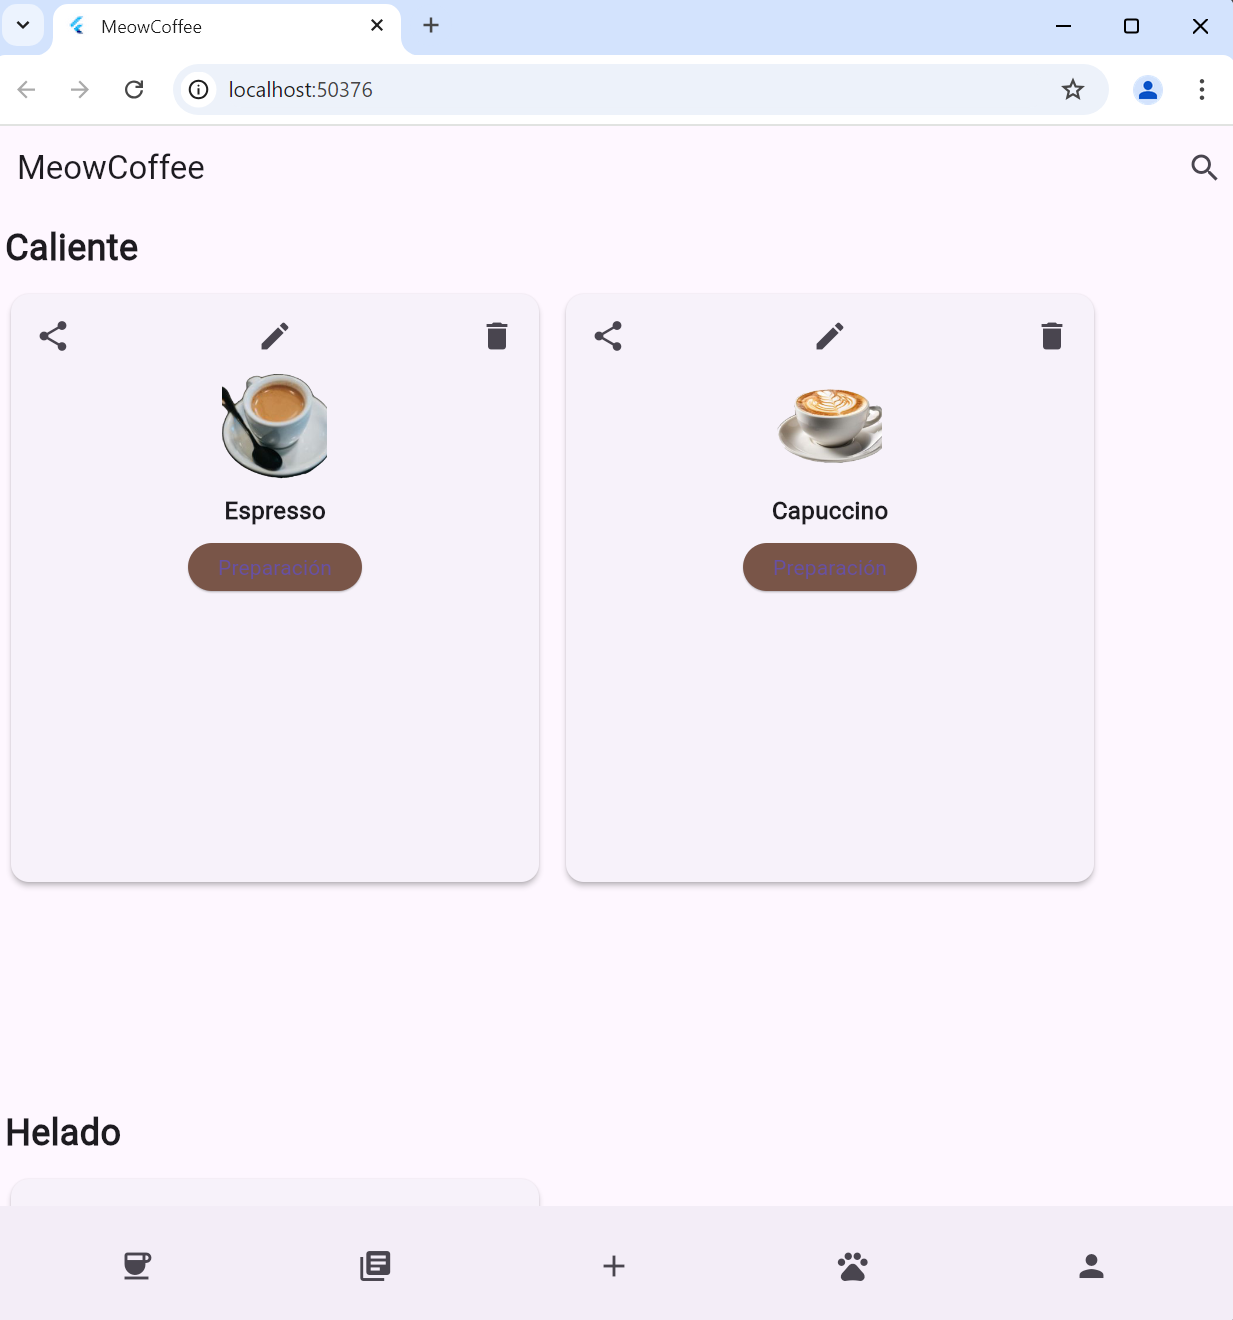 MeowCoffee
localhost:50376
MeowCoffee
Caliente
Espresso
Capuccino
Preparación
Preparación
Helado